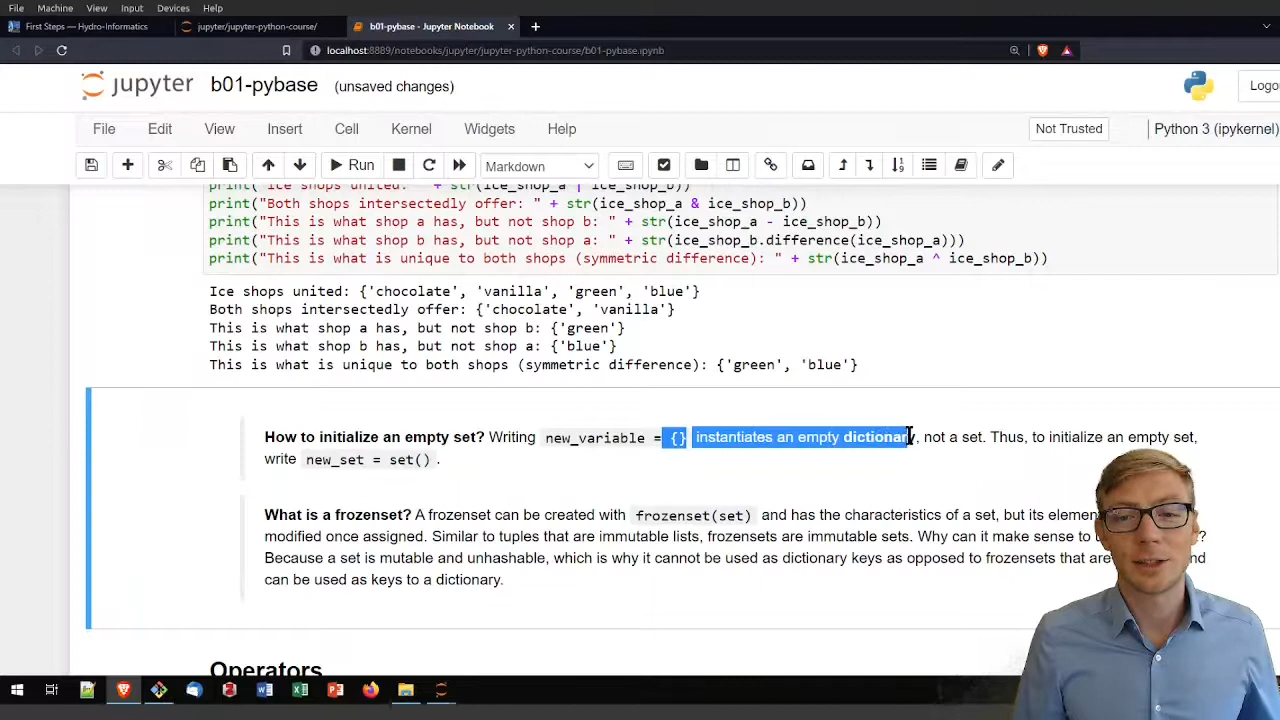 File Machine View Input Devices Help
First Steps — Hydro-Informatics
jupyter/jupyter-python-course/
b01-pybase - Jupyter Notebook
localhost:8889/notebooks/jupyter/jupyter-python-course/b01-pybase.ipynb
jupyter b01-pybase (unsaved changes)
Logo
File Edit View Insert Cell Kernel Widgets Help
Not Trusted
Python 3 (ipykernel)
Run
Markdown
print("Ice shops united: " + str(ice_shop_a | ice_shop_b))
print("Both shops intersectedly offer: " + str(ice_shop_a & ice_shop_b))
print("This is what shop a has, but not shop b: " + str(ice_shop_a - ice_shop_b))
print("This is what shop b has, but not shop a: " + str(ice_shop_b.difference(ice_shop_a)))
print("This is what is unique to both shops (symmetric difference): " + str(ice_shop_a ^ ice_shop_b))
Ice shops united: {'chocolate', 'vanilla', 'green', 'blue'}
Both shops intersectedly offer: {'chocolate', 'vanilla'}
This is what shop a has, but not shop b: {'green'}
This is what shop b has, but not shop a: {'blue'}
This is what is unique to both shops (symmetric difference): {'green', 'blue'}
How to initialize an empty set? Writing new_variable = {} instantiates an empty dictionary, not a set. Thus, to initialize an empty set,
write new_set = set() .
What is a frozenset? A frozenset can be created with frozenset(set) and has the characteristics of a set, but its elem
modified once assigned. Similar to tuples that are immutable lists, frozensets are immutable sets. Why can it make sense to u ?
Because a set is mutable and unhashable, which is why it cannot be used as dictionary keys as opposed to frozensets that are nd
can be used as keys to a dictionary.
Operators